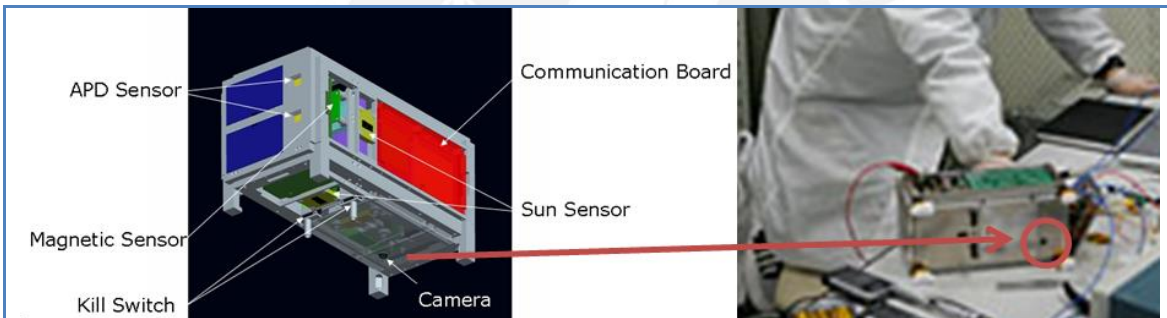 APD Sensor
Communication Board
Sun Sensor
Magnetic Sensor
Kill Switch
Camera